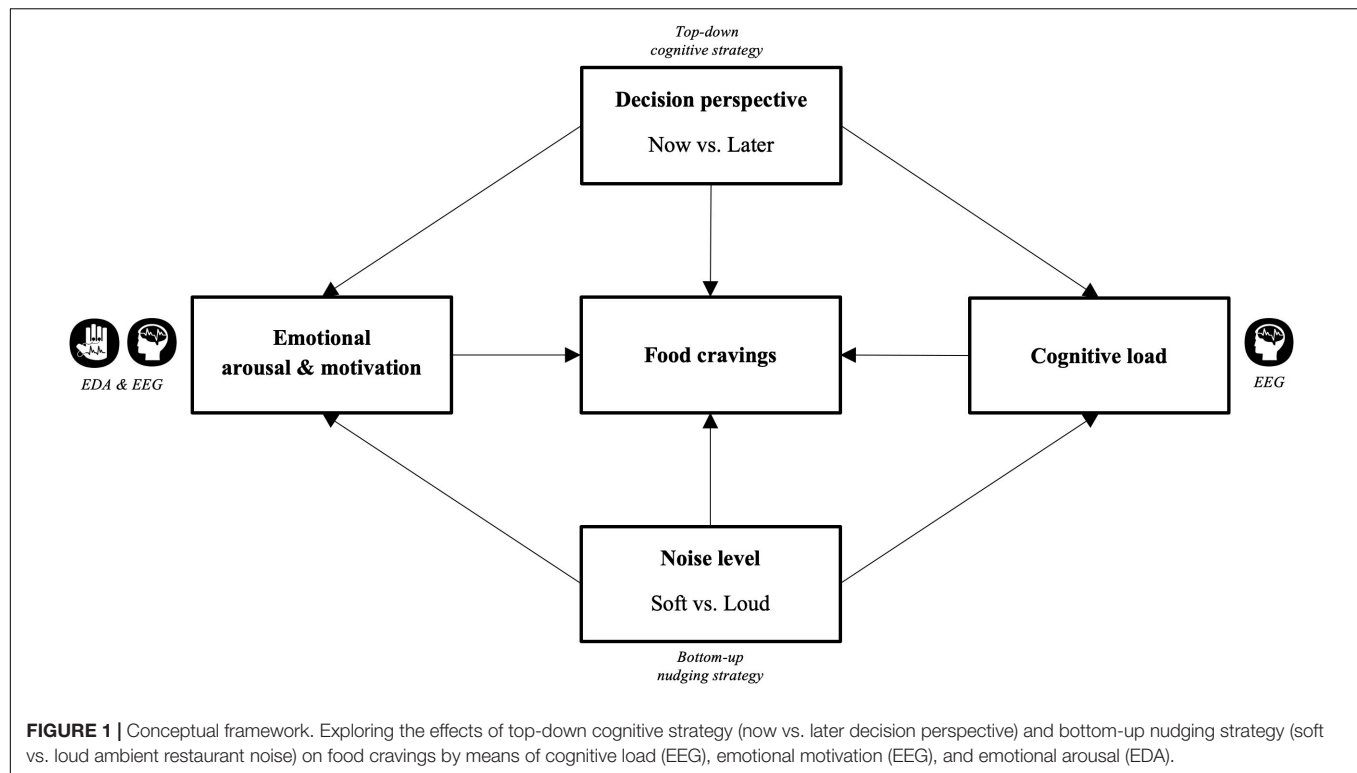 Top-down
cognitive strategy
Decision perspective
Now vs. Later
Emotional
arousal & motivation
EDA & EEG
Food cravings
Cognitive load
EEG
Noise level
Soft vs. Loud
Bottom-up
nudging strategy
FIGURE 1 | Conceptual framework. Exploring the effects of top-down cognitive strategy (now vs. later decision perspective) and bottom-up nudging strategy (soft
vs. loud ambient restaurant noise) on food cravings by means of cognitive load (EEG), emotional motivation (EEG), and emotional arousal (EDA).